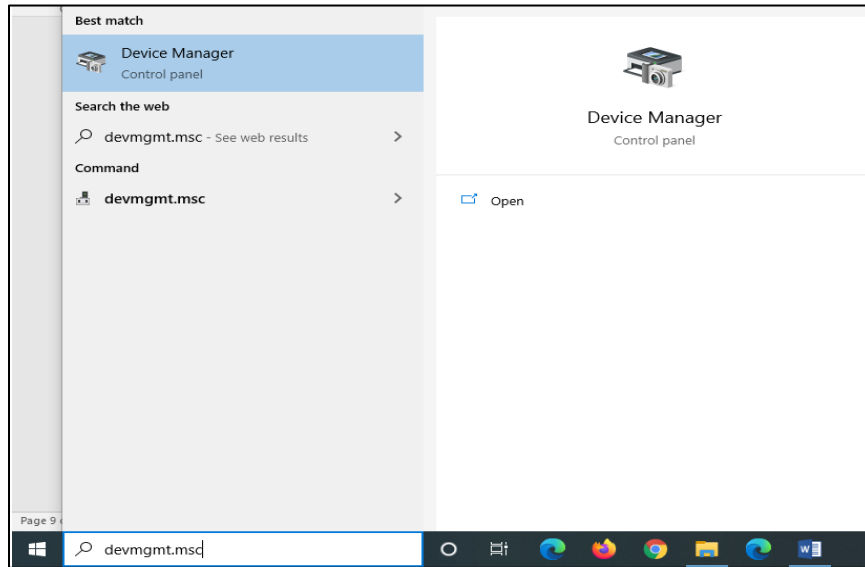 Best match
Device Manager
Control panel
Search the web
devmgmt.msc - See web results
Command
devmgmt.msc
Device Manager
Control panel
Open
Page 9
devmgmt.msc